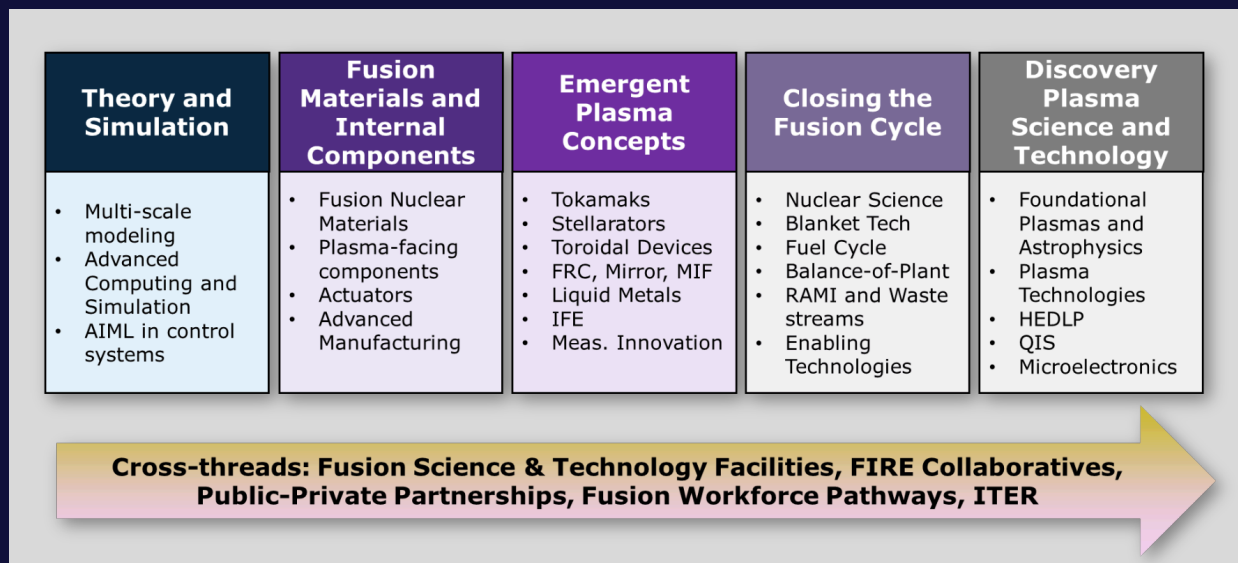 Theory and
Simulation
• Multi-scale
modeling
• Advanced
Computing and
Simulation
• AIML in control
systems
Fusion
Materials and
Internal
Components
• Fusion Nuclear
Materials
• Plasma-facing
components
• Actuators
• Advanced
Manufacturing
Emergent
Plasma
Concepts
• Tokamaks
• Stellarators
• Toroidal Devices
• FRC, Mirror, MIF
• Liquid Metals
• IFE
• Meas. Innovation
Closing the
Fusion Cycle
• Nuclear Science
• Blanket Tech
• Fuel Cycle
• Balance-of-Plant
• RAMI and Waste
streams
• Enabling
Technologies
Discovery
Plasma
Science and
Technology
• Foundational
Plasmas and
Astrophysics
• Plasma
Technologies
• HEDLP
• QIS
• Microelectronics
Cross-threads: Fusion Science & Technology Facilities, FIRE Collaboratives,
Public-Private Partnerships, Fusion Workforce Pathways, ITER